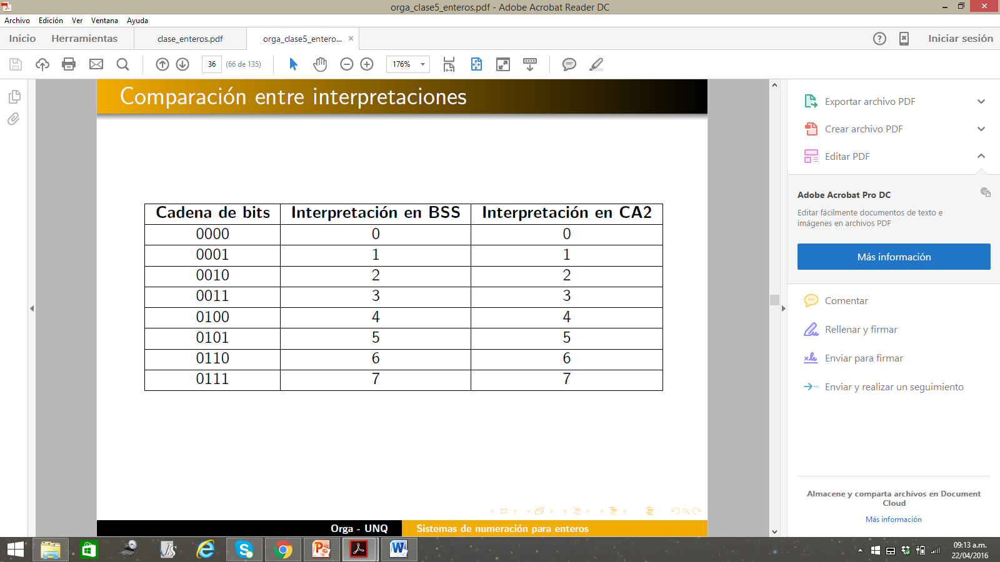 orga_clase5_enteros.pdf - Adobe Acrobat Reader DC
Archivo Edición Ver Ventana Ayuda
Inicio Herramientas clase_enteros.pdf orga_clase5_entero... Iniciar sesión
36 (66 de 135) 176%
Comparación entre interpretaciones
Cadena de bits Interpretación en BSS Interpretación en CA2
0000 0 0
0001 1 1
0010 2 2
0011 3 3
0100 4 4
0101 5 5
0110 6 6
0111 7 7
Orga - UNQ Sistemas de numeración para enteros
Exportar archivo PDF
Crear archivo PDF
Editar PDF
Adobe Acrobat Pro DC
Editar fácilmente documentos de texto e
imágenes en archivos PDF
Más información
Comentar
Rellenar y firmar
Enviar para firmar
Enviar y realizar un seguimiento
Almacene y comparta archivos en Document
Cloud
Más información
09:13 a.m.
22/04/2016